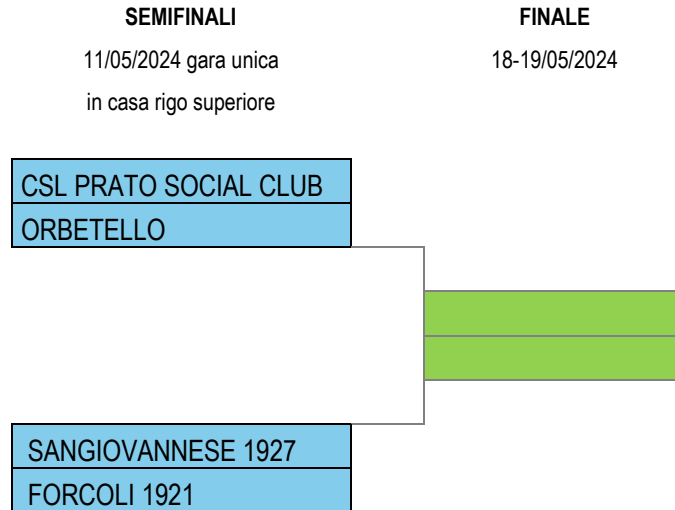 SEMIFINALI
FINALE
11/05/2024 gara unica
18-19/05/2024
in casa rigo superiore
CSL PRATO SOCIAL CLUB
ORBETELLO
SANGIOVANNESE 1927
FORCOLI 1921